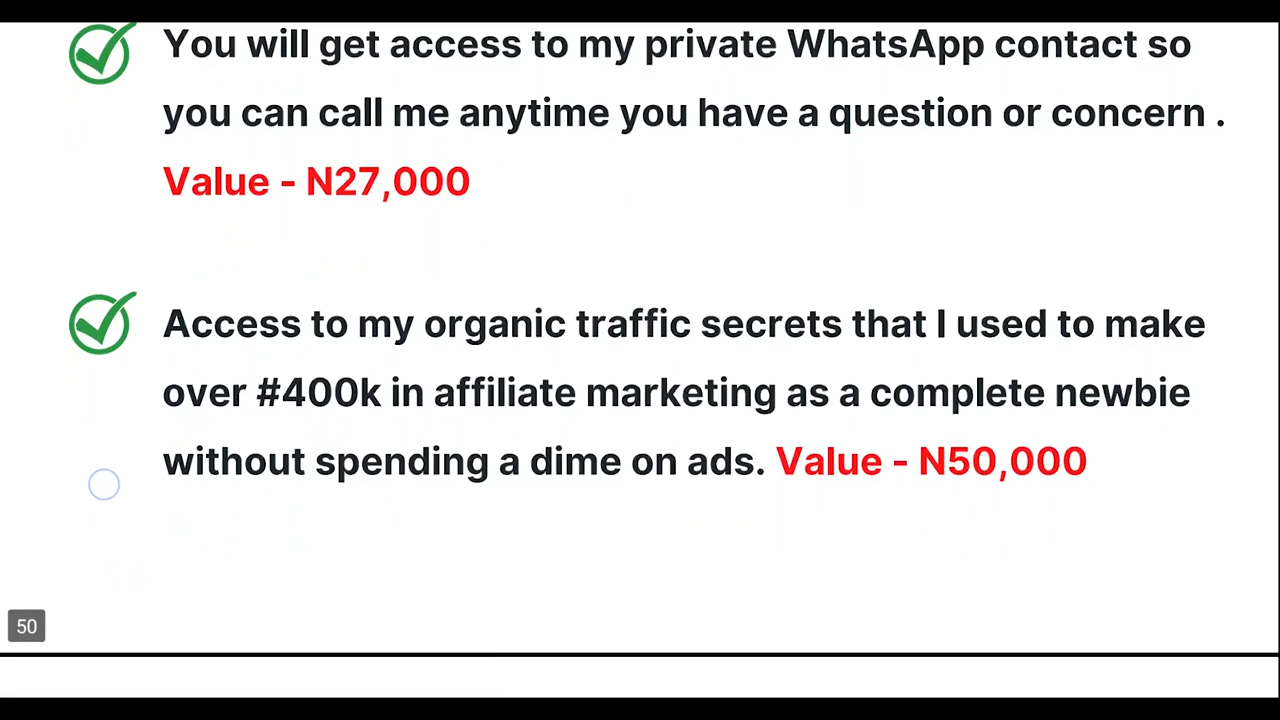 You will get access to my private WhatsApp contact so
you can call me anytime you have a question or concern .
Value - N27,000
Access to my organic traffic secrets that I used to make
over #400k in affiliate marketing as a complete newbie
without spending a dime on ads. Value - N50,000
50